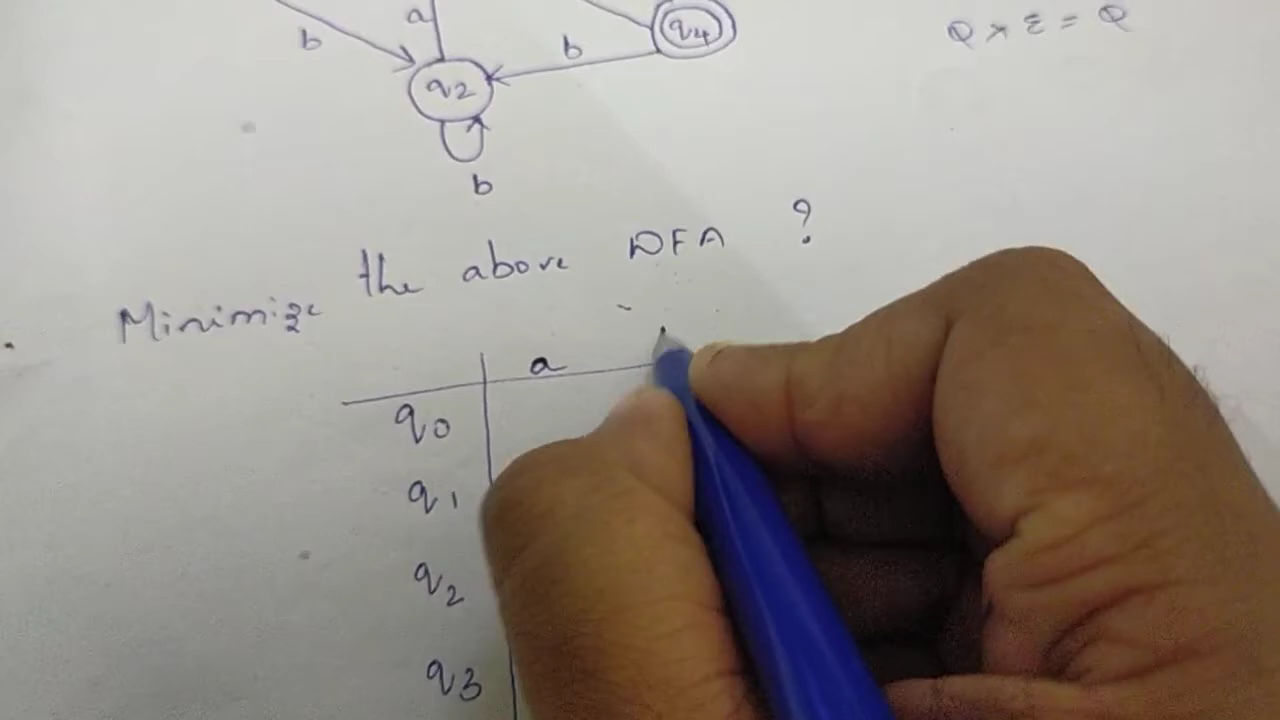 a
q4
Q × Σ = Q
b
b
q2
b
Minimize the above DFA ?
a
q0
q1
q2
q3